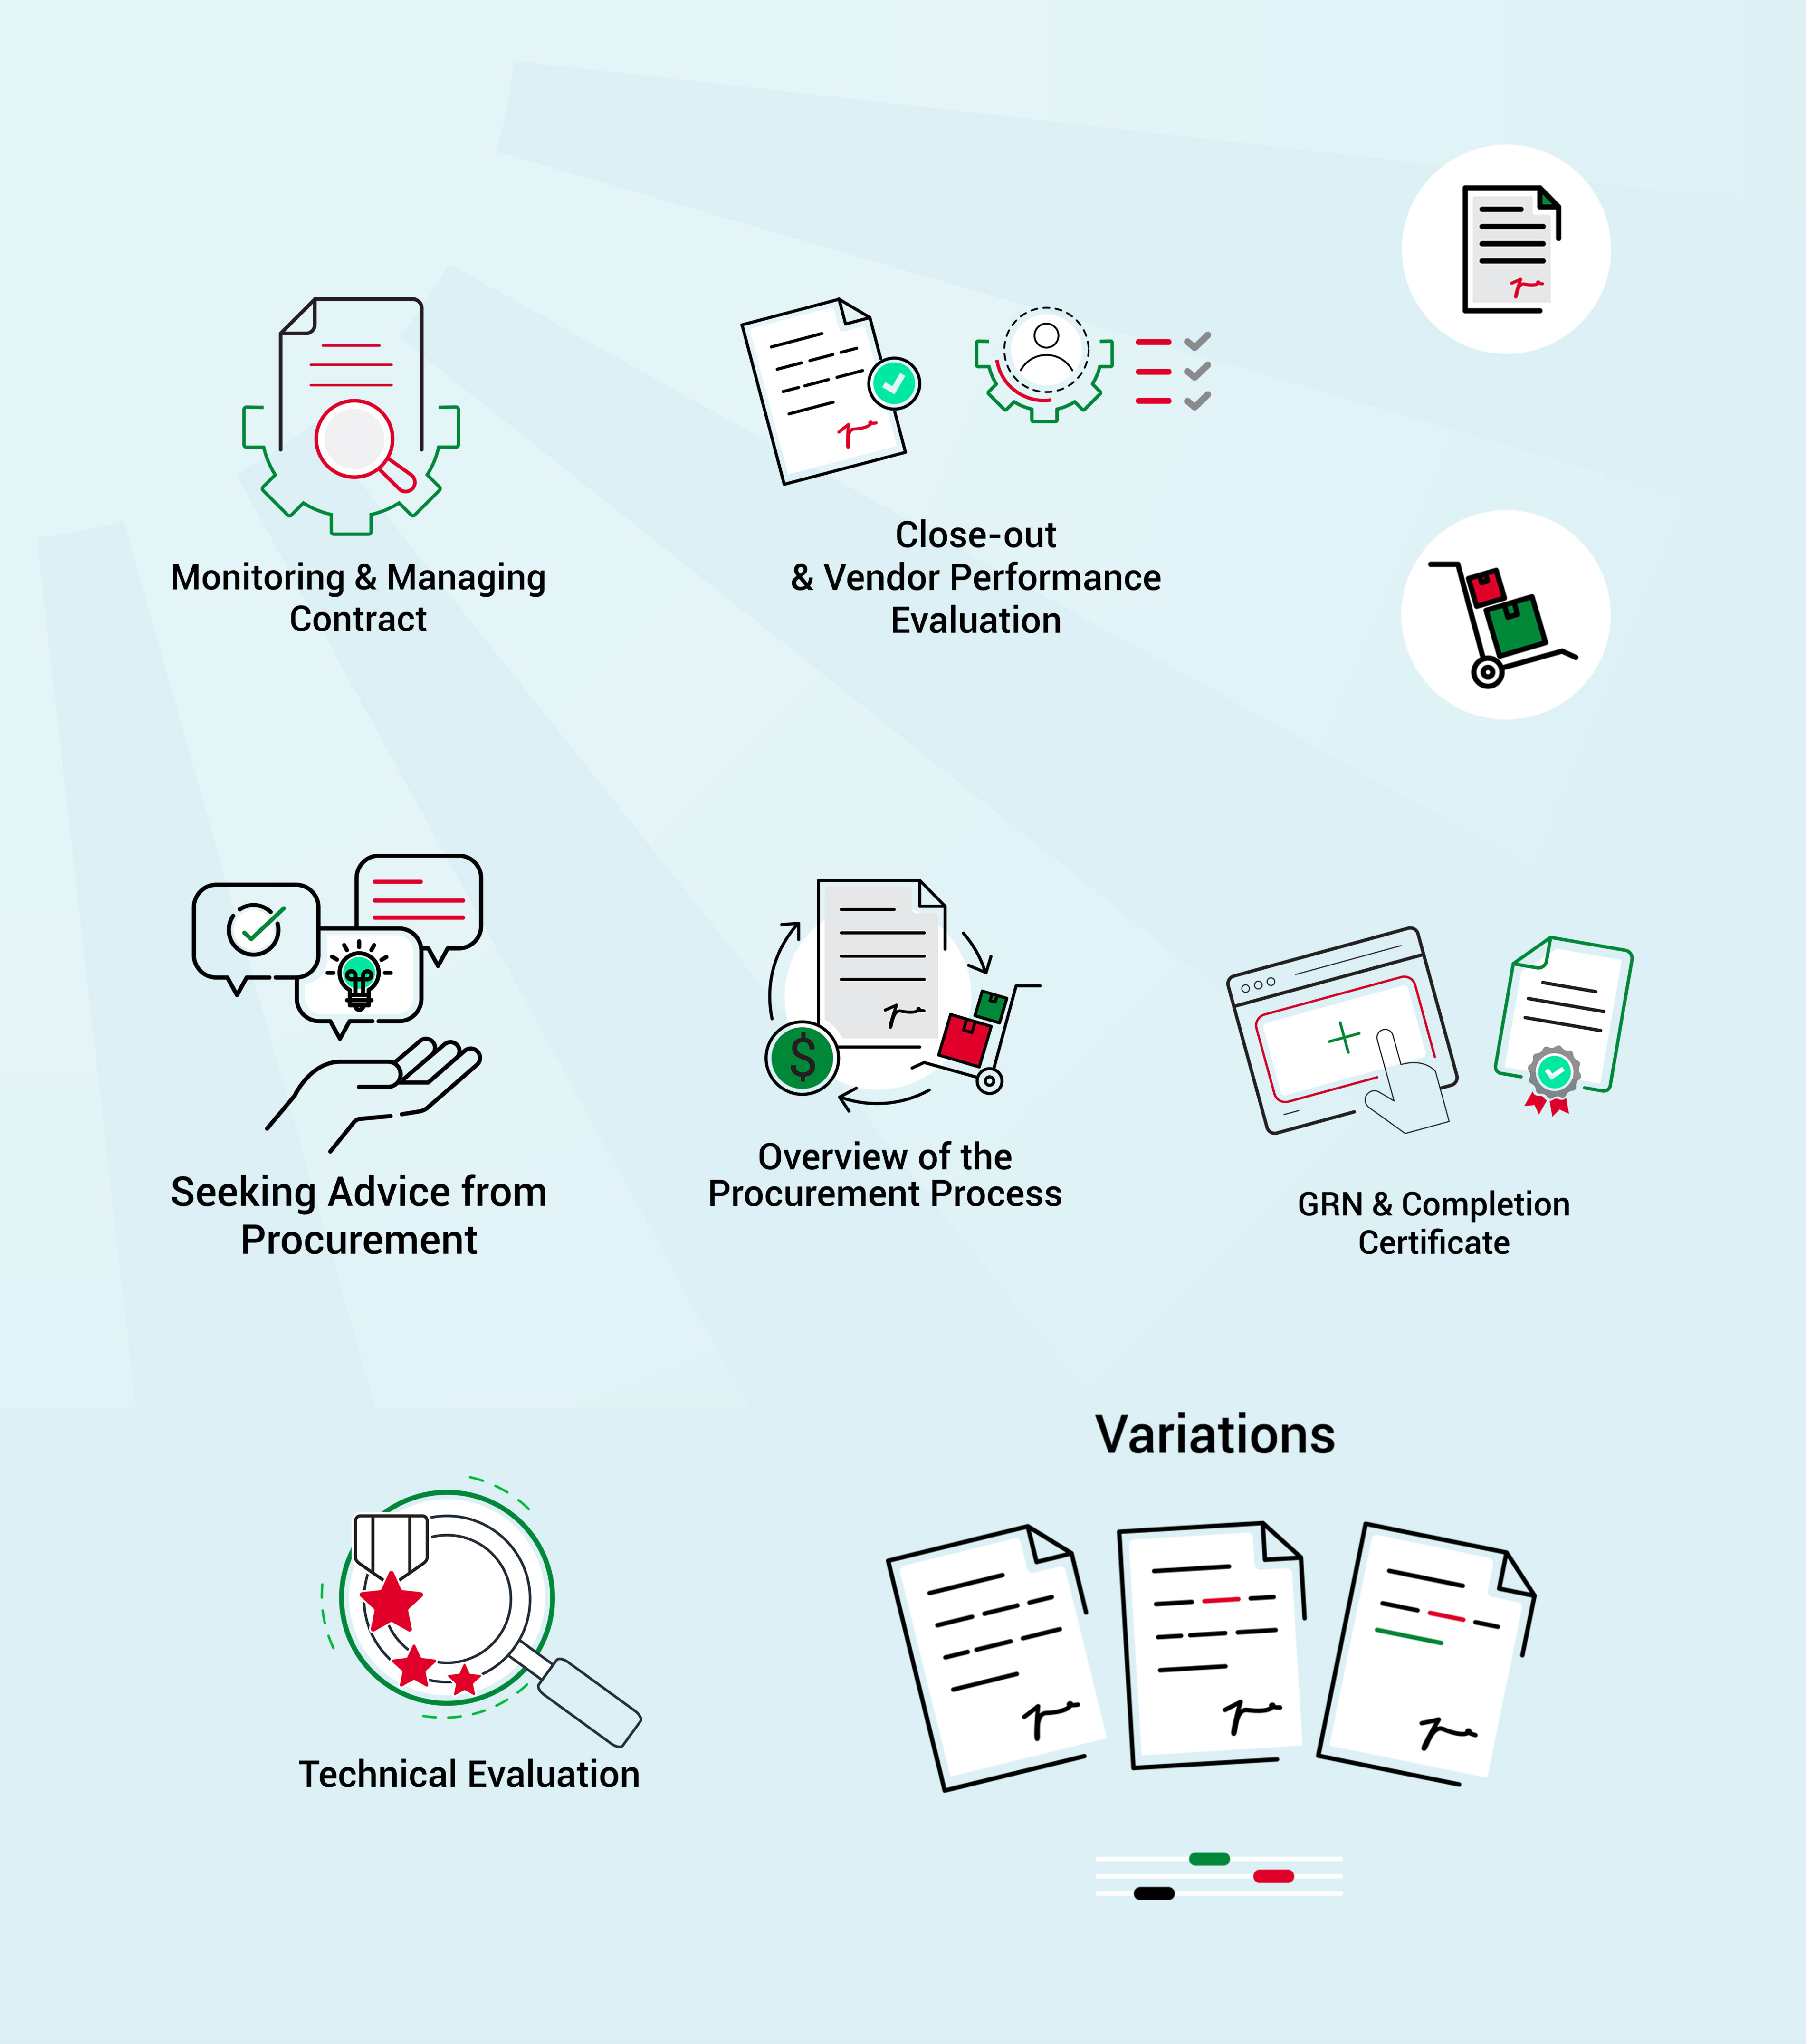 Monitoring & Managing
Contract
Close-out
& Vendor Performance
Evaluation
Seeking Advice from
Procurement
$
Overview of the
Procurement Process
GRN & Completion
Certificate
Variations
Technical Evaluation